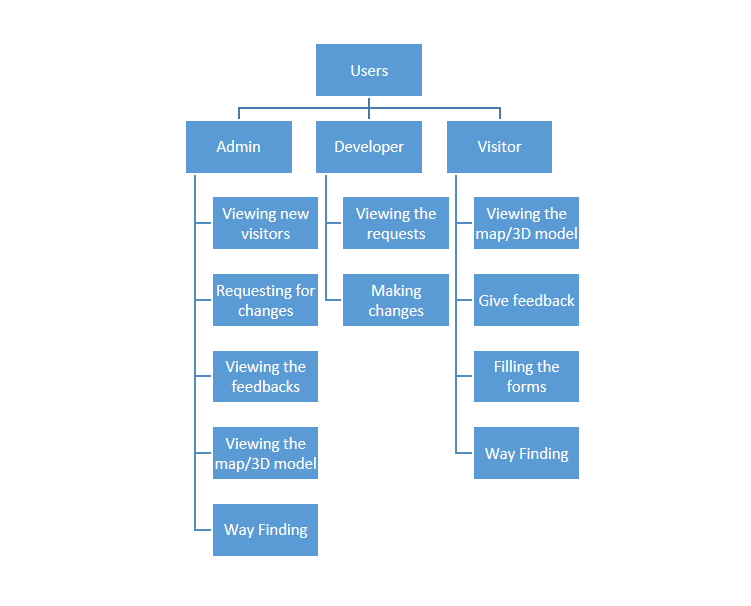 Users
Admin
Developer
Visitor
Viewing new
visitors
Requesting for
changes
Viewing the
feedbacks
Viewing the
map/3D model
Way Finding
Viewing the
requests
Making
changes
Viewing the
map/3D model
Give feedback
Filling the
forms
Way Finding